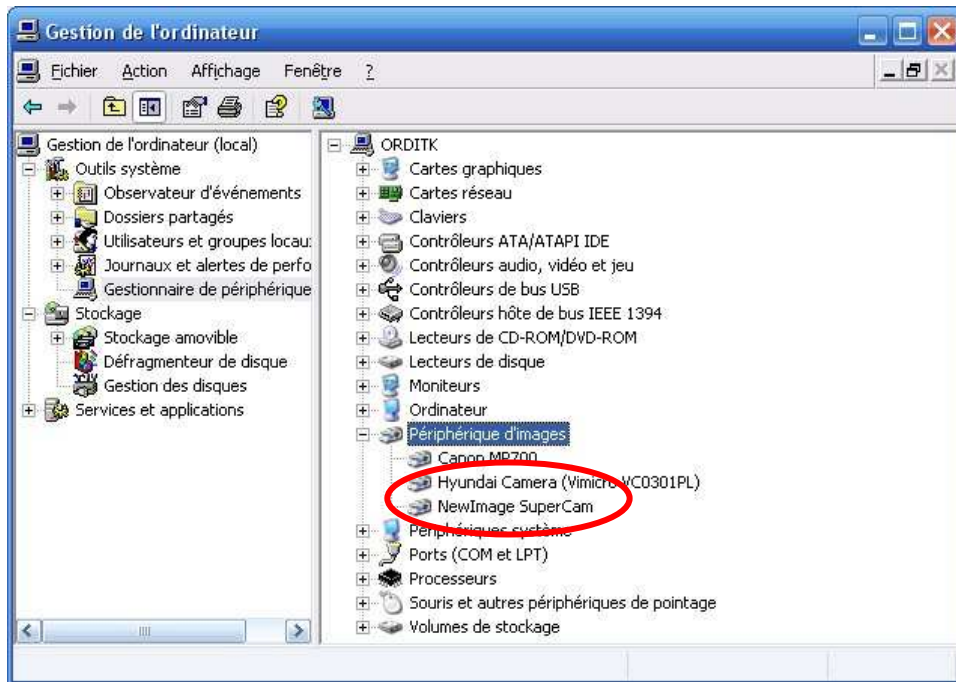 Gestion de l'ordinateur
Fichier Action Affichage Fenêtre ?
Gestion de l'ordinateur (local)
Outils système
Observateur d'événements
Dossiers partagés
Utilisateurs et groupes locau
Journaux et alertes de perfo
Gestionnaire de périphérique
Stockage
Stockage amovible
Défragmenteur de disque
Gestion des disques
Services et applications
ORDITK
Cartes graphiques
Cartes réseau
Claviers
Contrôleurs ATA/ATAPI IDE
Contrôleurs audio, vidéo et jeu
Contrôleurs de bus USB
Contrôleurs hôte de bus IEEE 1394
Lecteurs de CD-ROM/DVD-ROM
Lecteurs de disque
Moniteurs
Ordinateur
Périphérique d'images
Canon MP700
Hyundai Camera (Vimicro VC0301PL)
NewImage SuperCam
Périphériques système
Ports (COM et LPT)
Processeurs
Souris et autres périphériques de pointage
Volumes de stockage